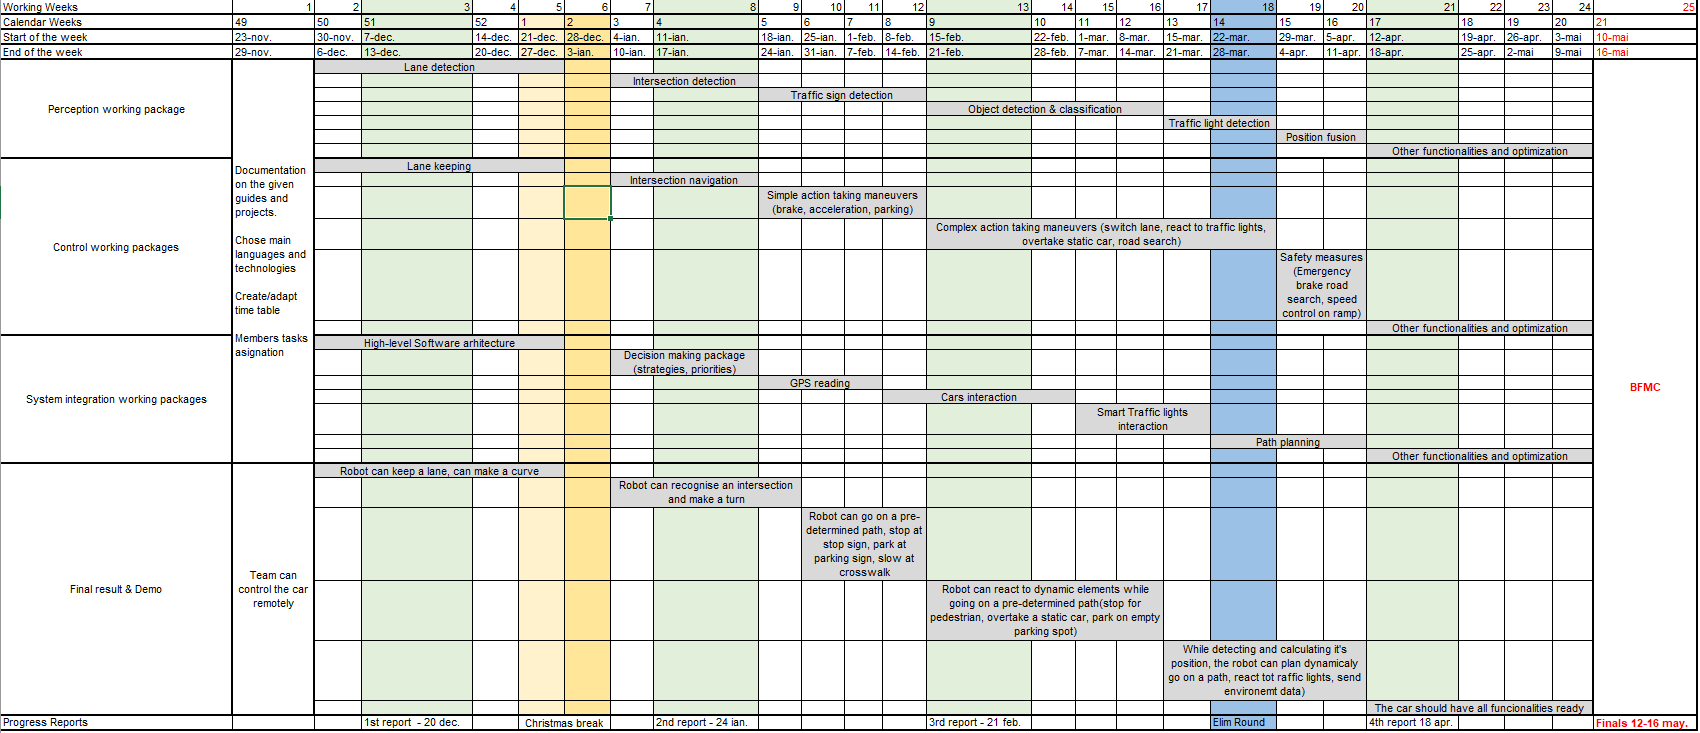 Working Weeks 1 2 3 4 5 6 7 8 9 10 11 12 13 14 15 16 17 18 19 20 21 22 23 24 25
Calendar Weeks 49 50 51 52 1 2 3 4 5 6 7 8 9 10 11 12 13 14 15 16 17 18 19 20 21
Start of the week 23-nov. 30-nov. 7-dec. 14-dec. 21-dec. 28-dec. 4-ian. 11-ian. 18-ian. 25-ian. 1-feb. 8-feb. 15-feb. 22-feb. 1-mar. 8-mar. 15-mar. 22-mar. 29-mar. 5-apr. 12-apr. 19-apr. 26-apr. 3-mai 10-mai
End of the week 29-nov. 6-dec. 13-dec. 20-dec. 27-dec. 3-ian. 10-ian. 17-ian. 24-ian. 31-ian. 7-feb. 14-feb. 21-feb. 28-feb. 7-mar. 14-mar. 21-mar. 28-mar. 4-apr. 11-apr. 18-apr. 25-apr. 2-mai 9-mai 16-mai
Perception working package
Lane detection
Intersection detection
Traffic sign detection
Object detection & classification
Traffic light detection
Position fusion
Other functionalities and optimization
Documentation
on the given
guides and
projects.
Chose main
languages and
technologies
Create/adapt
time table
Members tasks
asignation
Control working packages
Lane keeping
Intersection navigation
Simple action taking maneuvers
(brake, acceleration, parking)
Complex action taking maneuvers (switch lane, react to traffic lights,
overtake static car, road search)
Safety measures
(Emergency
brake road
search, speed
control on ramp)
Other functionalities and optimization
System integration working packages
High-level Software arhitecture
Decision making package
(strategies, priorities)
GPS reading
Cars interaction
Smart Traffic lights
interaction
Path planning
Other functionalities and optimization
BFMC
Final result & Demo
Team can
control the car
remotely
Robot can keep a lane, can make a curve
Robot can recognise an intersection
and make a turn
Robot can go on a pre-
determined path, stop at
stop sign, park at
parking sign, slow at
crosswalk
Robot can react to dynamic elements while
going on a pre-determined path(stop for
pedestrian, overtake a static car, park on empty
parking spot)
While detecting and calculating it's
position, the robot can plan dynamicaly
go on a path, react tot raffic lights, send
environemt data)
The car should have all funcionalities ready
Progress Reports 1st report - 20 dec. Christmas break 2nd report - 24 ian. 3rd report - 21 feb. Elim Round 4th report 18 apr. Finals 12-16 may.